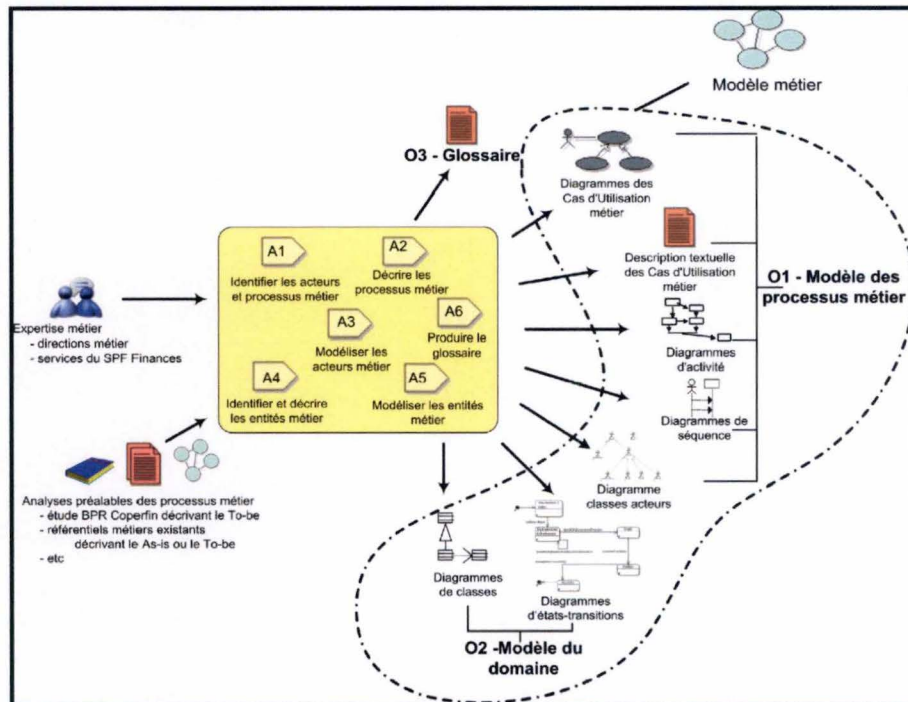 Modèle métier
O3 - Glossaire
Diagrammes des
Cas d'Utilisation
métier
A1
Identifier les acteurs
et processus métier
A2
Décrire les
processus métier
A3
Modéliser les
acteurs métier
A6
Produire le
glossaire
A4
Identifier et décrire
les entités métier
A5
Modéliser les entités
métier
Expertise métier
- directions métier
- services du SPF Finances
Description textuelle
des Cas d'Utilisation
métier
O1 - Modèle des
processus métier
Diagrammes
d'activité
Diagrammes de
séquence
Diagramme
classes acteurs
Analyses préalables des processus métier
- étude BPR Coperfin décrivant le To-be
- référentiels métiers existants
décrivant le As-is ou le To-be
- etc
Diagrammes
de classes
Diagrammes
d'états-transitions
O2 -Modèle du
domaine